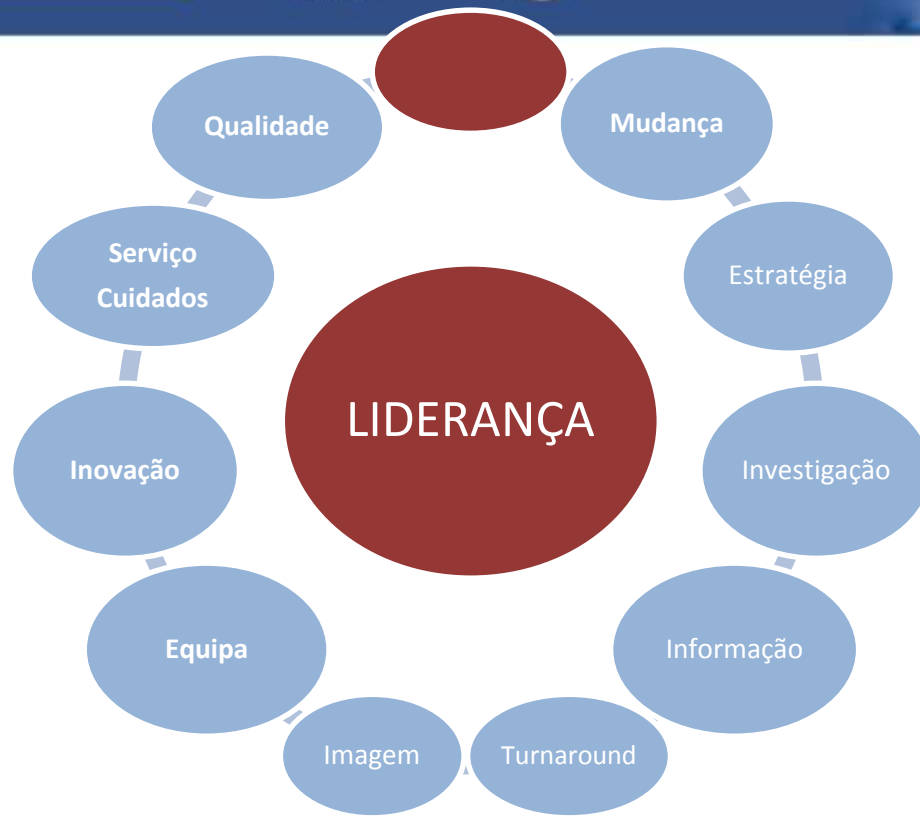 Qualidade
Mudança
Serviço
Cuidados
Estratégia
LIDERANÇA
Inovação
Investigação
Equipa
Informação
Imagem
Turnaround